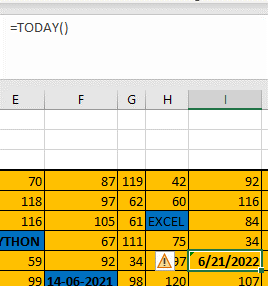 =TODAY()
E F G H I
70 87 119 42 92
118 97 62 60 116
116 105 61 EXCEL 84
YTHON 67 111 75 34
59 92 34 97 6/21/2022
99 14-06-2021 98 120 107